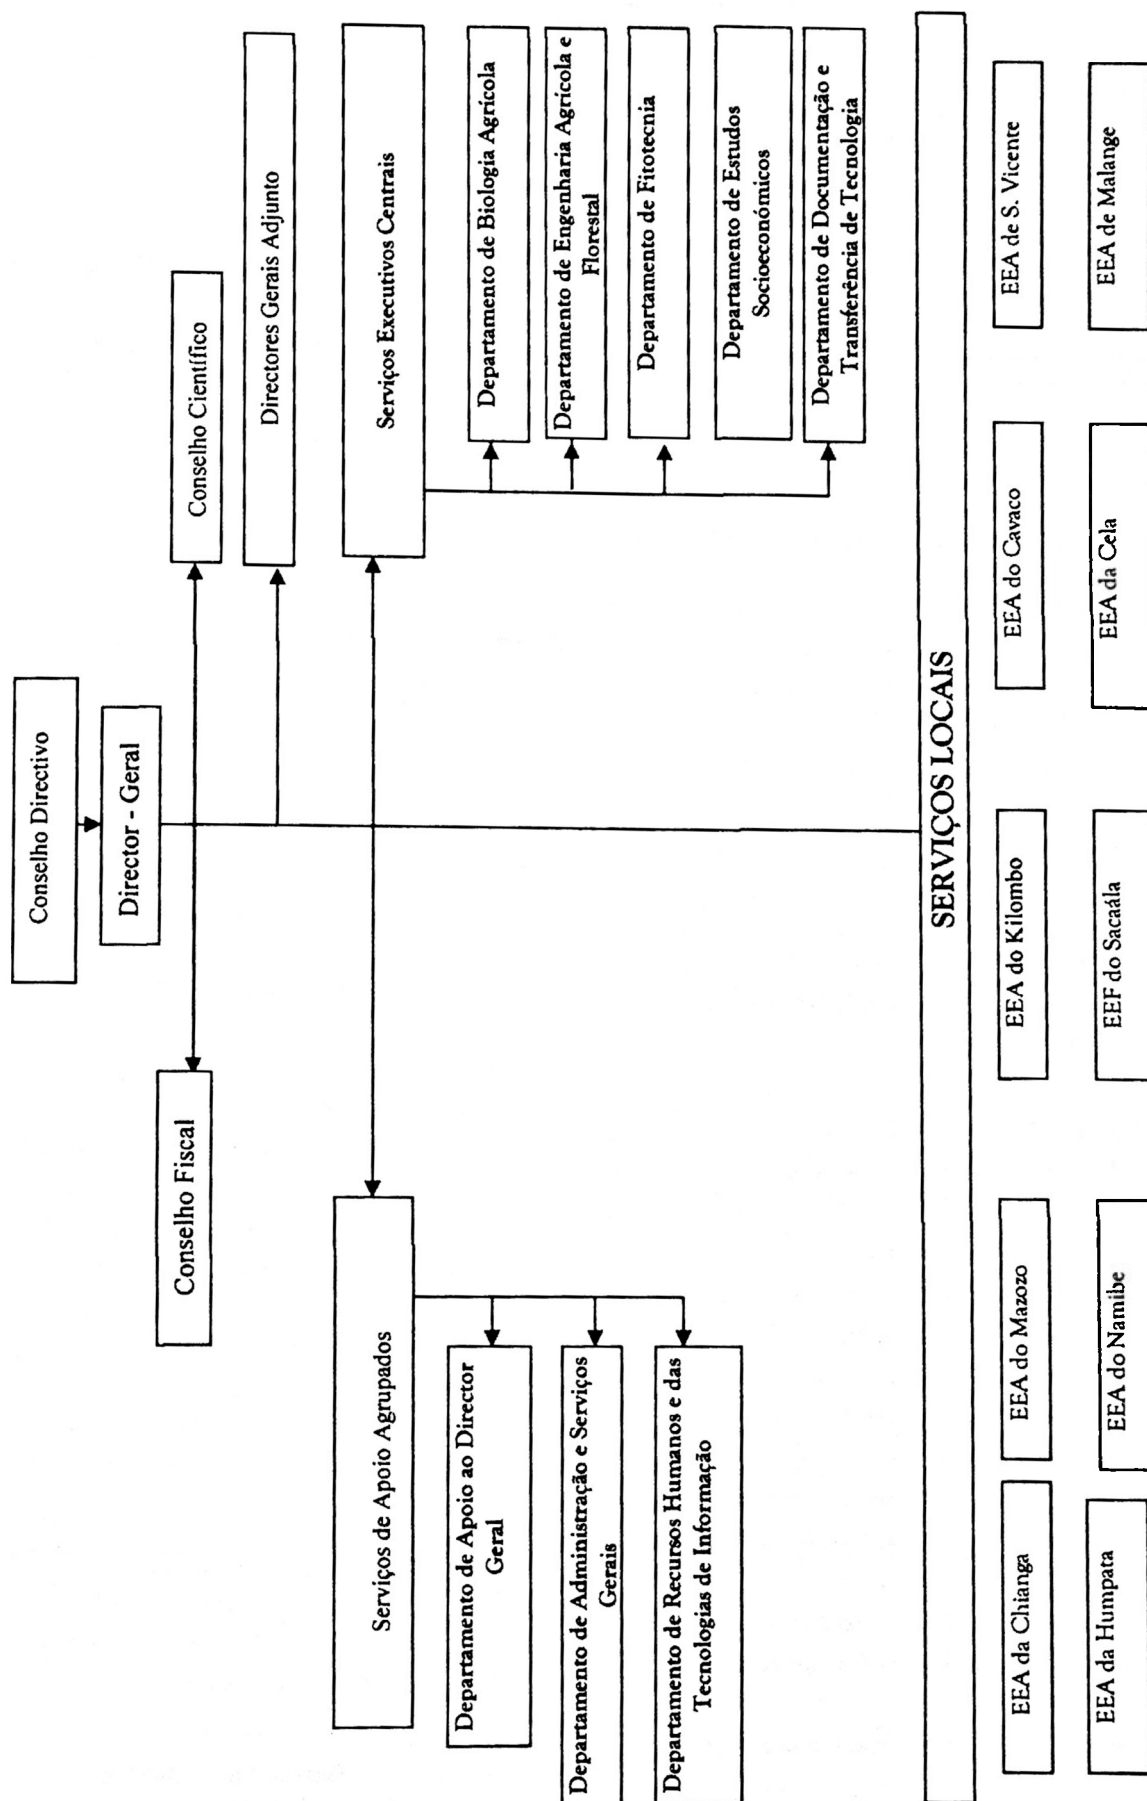 Conselho Directivo
Director - Geral
Conselho Fiscal
Conselho Científico
Directores Gerais Adjunto
Serviços de Apoio Agrupados
Serviços Executivos Centrais
Departamento de Apoio ao Director
Geral
Departamento de Administração e Serviços
Gerais
Departamento de Recursos Humanos e das
Tecnologias de Informação
Departamento de Biologia Agrícola
Departamento de Engenharia Agrícola e
Florestal
Departamento de Fitotecnia
Departamento de Estudos
Socioeconómicos
Departamento de Documentação e
Transferência de Tecnologia
SERVIÇOS LOCAIS
EEA da Chianga
EEA do Mazozo
EEA do Kilombo
EEA do Cavaco
EEA de S. Vicente
EEA da Humpata
EEA do Namibe
EEF do Sacaála
EEA da Cela
EEA de Malange